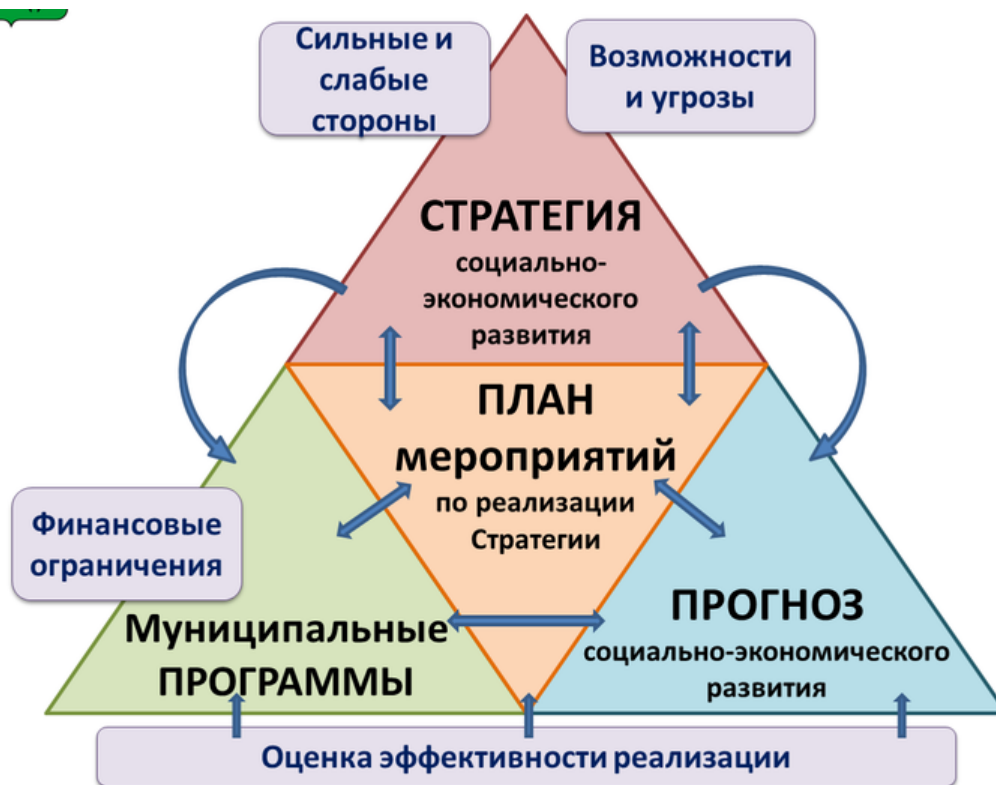 Сильные и
слабые
стороны
Возможности
и угрозы
СТРАТЕГИЯ
социально-
экономического
развития
ПЛАН
мероприятий
по реализации
Стратегии
Финансовые
ограничения
Муниципальные
ПРОГРАММЫ
ПРОГНОЗ
социально-экономического
развития
Оценка эффективности реализации